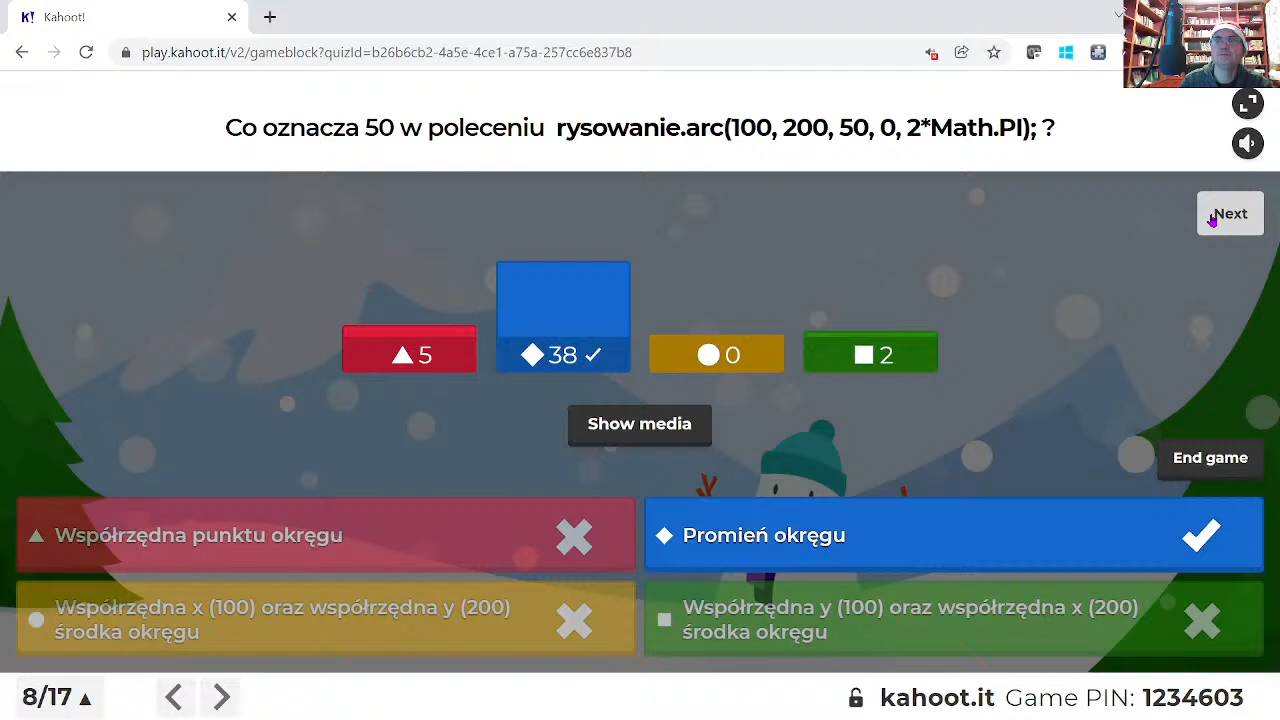 K! Kahoot!
play.kahoot.it/v2/gameblock?quizId=b26b6cb2-4a5e-4ce1-a75a-257cc6e837b8
Co oznacza 50 w poleceniu rysowanie.arc(100, 200, 50, 0, 2*Math.PI); ?
Next
5
38
0
2
Show media
End game
Współrzędna punktu okręgu
Promień okręgu
Współrzędna x (100) oraz współrzędna y (200)
środka okręgu
Współrzędna y (100) oraz współrzędna x (200)
środka okręgu
8/17
kahoot.it Game PIN: 1234603